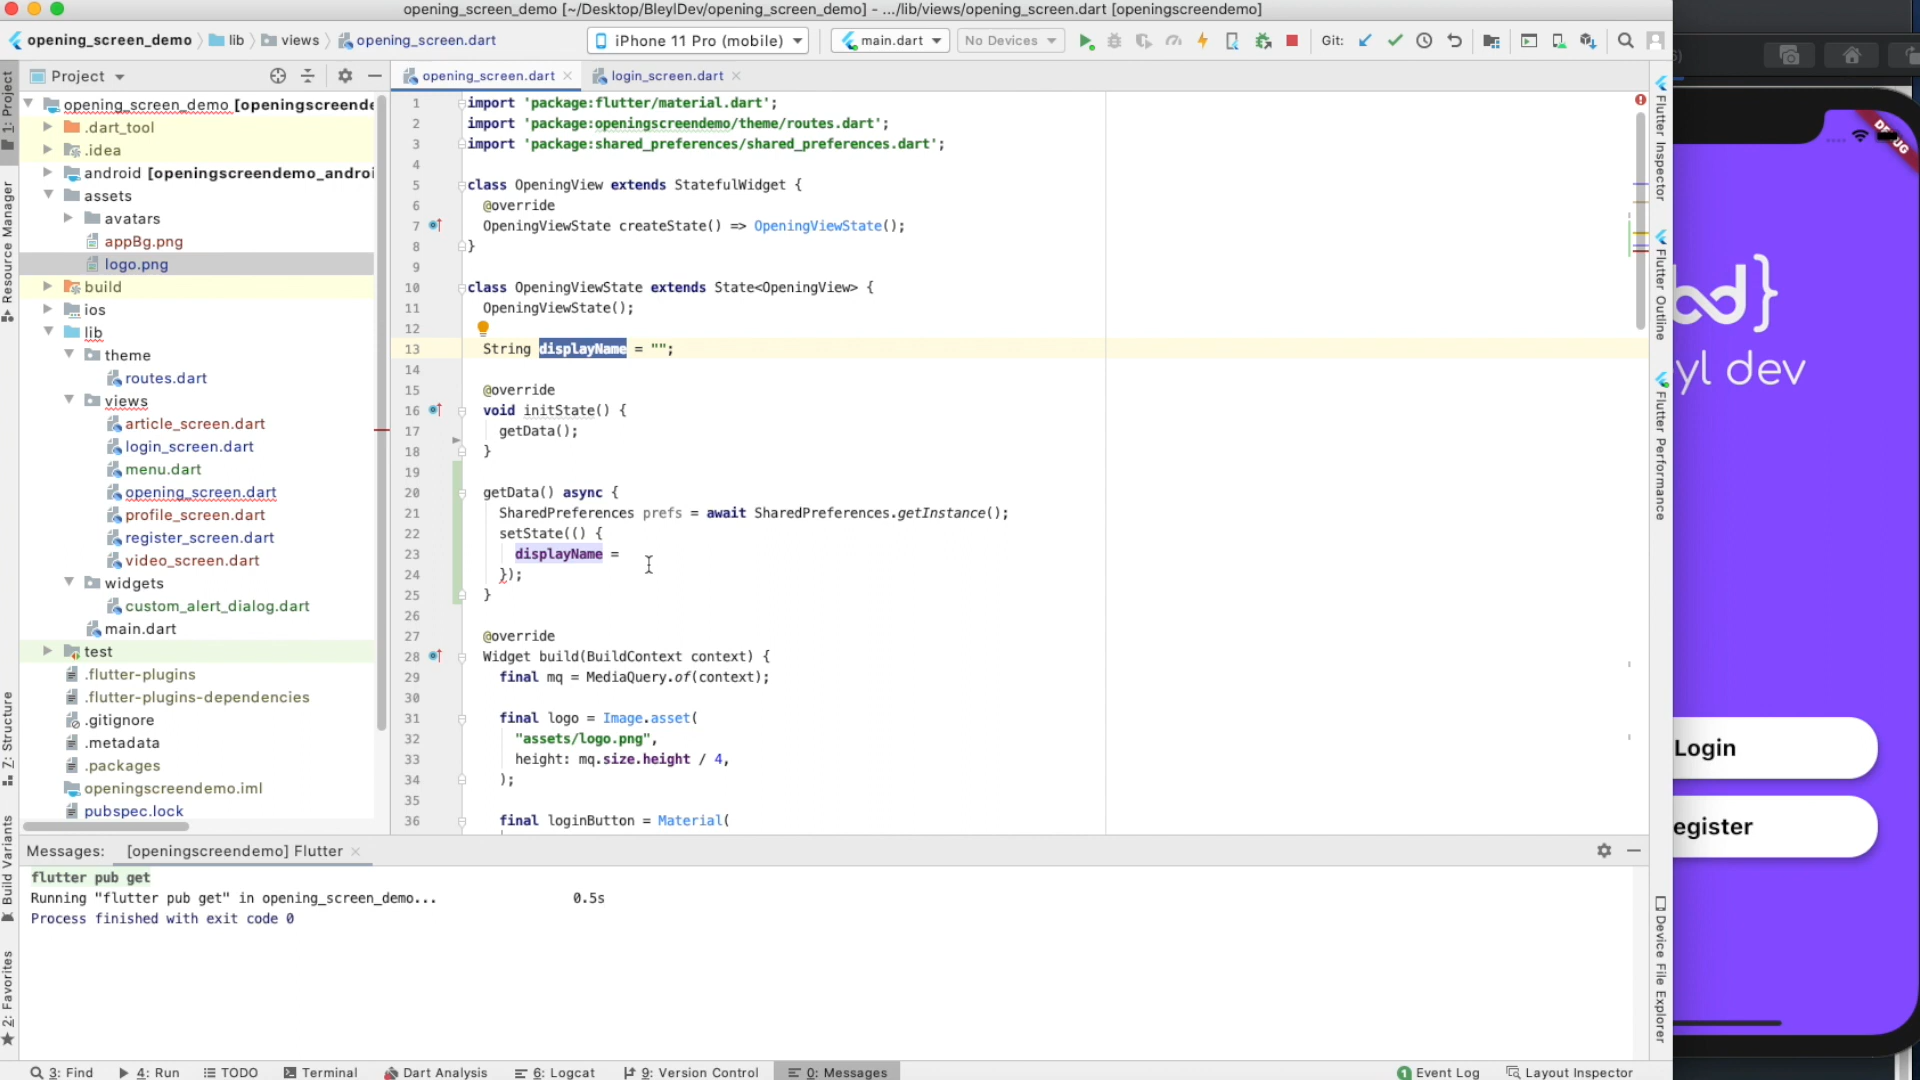 opening_screen_demo [~/Desktop/BleylDev/opening_screen_demo] - .../lib/views/opening_screen.dart [openingscreendemo]
opening_screen_demo lib views opening_screen.dart iPhone 11 Pro (mobile) main.dart No Devices Git:
Project
opening_screen.dart login_screen.dart
opening_screen_demo [openingscreende
.dart_tool
.idea
android [openingscreendemo_androi
assets
avatars
appBg.png
logo.png
build
ios
lib
theme
routes.dart
views
article_screen.dart
login_screen.dart
menu.dart
opening_screen.dart
profile_screen.dart
register_screen.dart
video_screen.dart
widgets
custom_alert_dialog.dart
main.dart
test
.flutter-plugins
.flutter-plugins-dependencies
.gitignore
.metadata
.packages
openingscreendemo.iml
pubspec.lock
1 import 'package:flutter/material.dart';
2 import 'package:openingscreendemo/theme/routes.dart';
3 import 'package:shared_preferences/shared_preferences.dart';
4
5 class OpeningView extends StatefulWidget {
6 @override
7 OpeningViewState createState() => OpeningViewState();
8 }
9
10 class OpeningViewState extends State<OpeningView> {
11 OpeningViewState();
12
13 String displayName = "";
14
15 @override
16 void initState() {
17 getData();
18 }
19
20 getData() async {
21 SharedPreferences prefs = await SharedPreferences.getInstance();
22 setState(() {
23 displayName =
24 });
25 }
26
27 @override
28 Widget build(BuildContext context) {
29 final mq = MediaQuery.of(context);
30
31 final logo = Image.asset(
32 "assets/logo.png",
33 height: mq.size.height / 4,
34 );
35
36 final loginButton = Material(
Messages: [openingscreendemo] Flutter
flutter pub get
Running "flutter pub get" in opening_screen_demo... 0.5s
Process finished with exit code 0
3: Find 4: Run TODO Terminal Dart Analysis 6: Logcat 9: Version Control 0: Messages 1 Event Log Layout Inspector
1: Project
Resource Manager
Z: Structure
Build Variants
2: Favorites
Flutter Inspector
Flutter Outline
Flutter Performance
Device File Explorer
yl dev
Login
egister